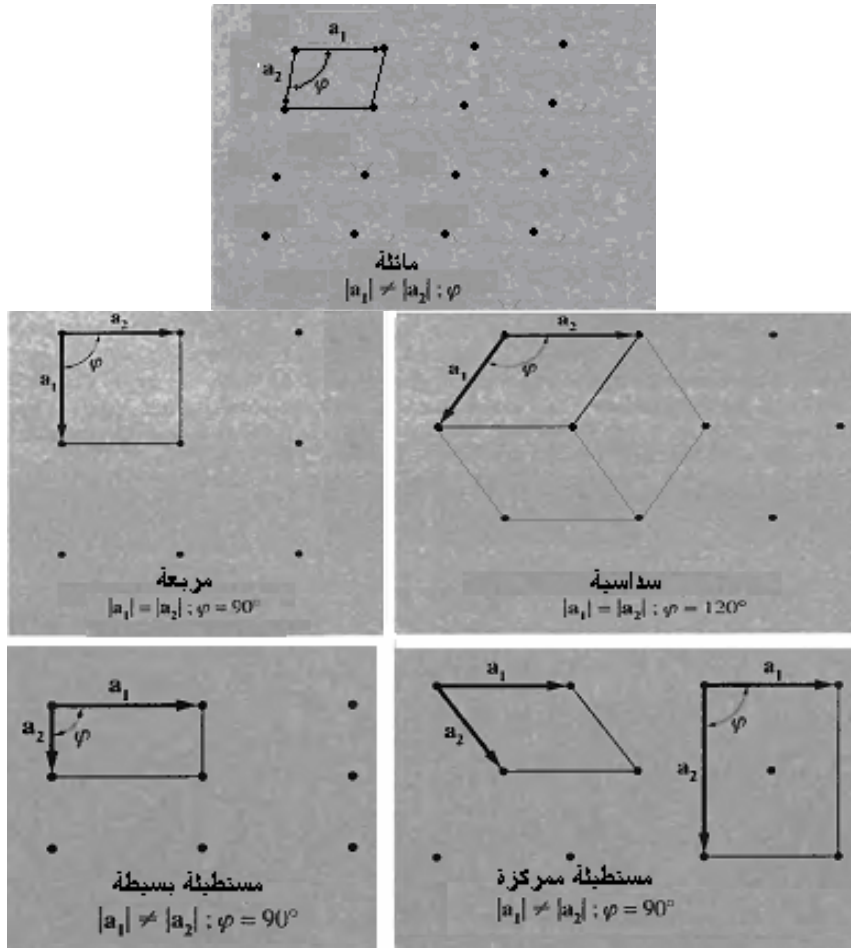 a₁
a₂
φ
مائلة
|a₁| ≠ |a₂| ; φ
a₂
a₁
φ
مربعة
|a₁| = |a₂| ; φ = 90°
a₂
a₁
φ
سداسية
|a₁| = |a₂| ; φ = 120°
a₁
a₂
φ
مستطيلة بسيطة
|a₁| ≠ |a₂| ; φ = 90°
a₁
a₂
a₁
φ
a₂
مستطيلة ممركزة
|a₁| ≠ |a₂| ; φ = 90°